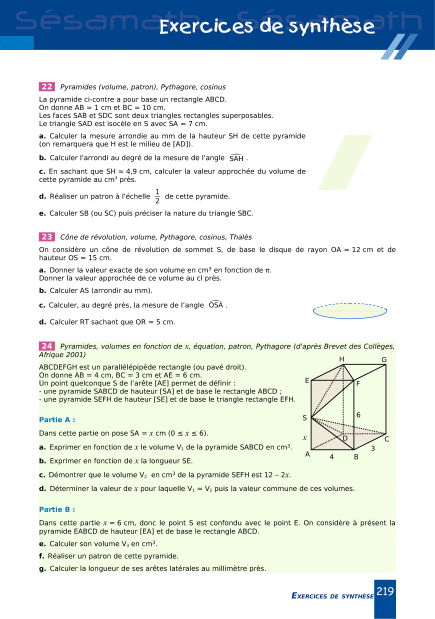 Sésamath Sésamath
Exercices de synthèse
22 Pyramides (volume, patron), Pythagore, cosinus
La pyramide ci-contre a pour base un rectangle ABCD.
On donne AB = 1 cm et BC = 10 cm.
Les faces SAB et SDC sont deux triangles rectangles superposables.
Le triangle SAD est isocèle en S avec SA = 7 cm.
a. Calculer la mesure arrondie au mm de la hauteur SH de cette pyramide
(on remarquera que H est le milieu de [AD]).
b. Calculer l'arrondi au degré de la mesure de l'angle SAH .
c. En sachant que SH ≈ 4,9 cm, calculer la valeur approchée du volume de
cette pyramide au cm³ près.
d. Réaliser un patron à l'échelle 1/2 de cette pyramide.
e. Calculer SB (ou SC) puis préciser la nature du triangle SBC.
23 Cône de révolution, volume, Pythagore, cosinus, Thalès
On considère un cône de révolution de sommet S, de base le disque de rayon OA = 12 cm et de
hauteur OS = 15 cm.
a. Donner la valeur exacte de son volume en cm³ en fonction de π.
Donner la valeur approchée de ce volume au cl près.
b. Calculer AS (arrondir au mm).
c. Calculer, au degré près, la mesure de l'angle OSA .
d. Calculer RT sachant que OR = 5 cm.
24 Pyramides, volumes en fonction de x, équation, patron, Pythagore (d'après Brevet des Collèges,
Afrique 2001)
ABCDEFGH est un parallélépipède rectangle (ou pavé droit).
On donne AB = 4 cm, BC = 3 cm et AE = 6 cm.
Un point quelconque S de l'arête [AE] permet de définir :
- une pyramide SABCD de hauteur [SA] et de base le rectangle ABCD ;
- une pyramide SEFH de hauteur [SE] et de base le triangle rectangle EFH.
H G
E F
S 6
x D C
A 4 B 3
Partie A :
Dans cette partie on pose SA = x cm (0 ≤ x ≤ 6).
a. Exprimer en fonction de x le volume V₁ de la pyramide SABCD en cm³.
b. Exprimer en fonction de x la longueur SE.
c. Démontrer que le volume V₂ en cm³ de la pyramide SEFH est 12 – 2x.
d. Déterminer la valeur de x pour laquelle V₁ = V₂ puis la valeur commune de ces volumes.
Partie B :
Dans cette partie x = 6 cm, donc le point S est confondu avec le point E. On considère à présent la
pyramide EABCD de hauteur [EA] et de base le rectangle ABCD.
e. Calculer son volume V₃ en cm³.
f. Réaliser un patron de cette pyramide.
g. Calculer la longueur de ses arêtes latérales au millimètre près.
EXERCICES DE SYNTHÈSE 219